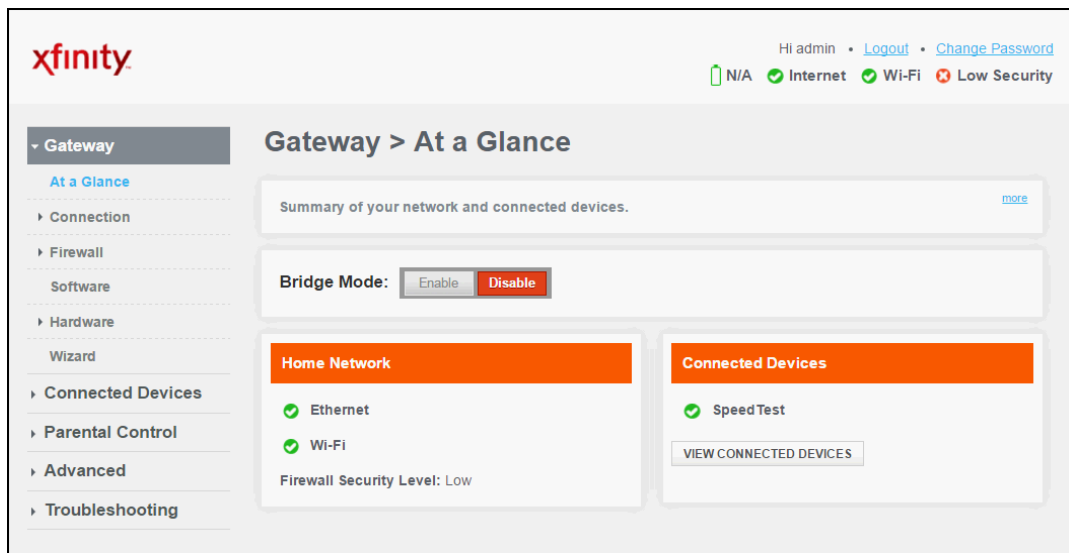 xfinity
Hi admin • Logout • Change Password
N/A Internet Wi-Fi Low Security
Gateway
At a Glance
Connection
Firewall
Software
Hardware
Wizard
Connected Devices
Parental Control
Advanced
Troubleshooting
Gateway > At a Glance
Summary of your network and connected devices.
more
Bridge Mode: Enable Disable
Home Network
Ethernet
Wi-Fi
Firewall Security Level: Low
Connected Devices
SpeedTest
VIEW CONNECTED DEVICES